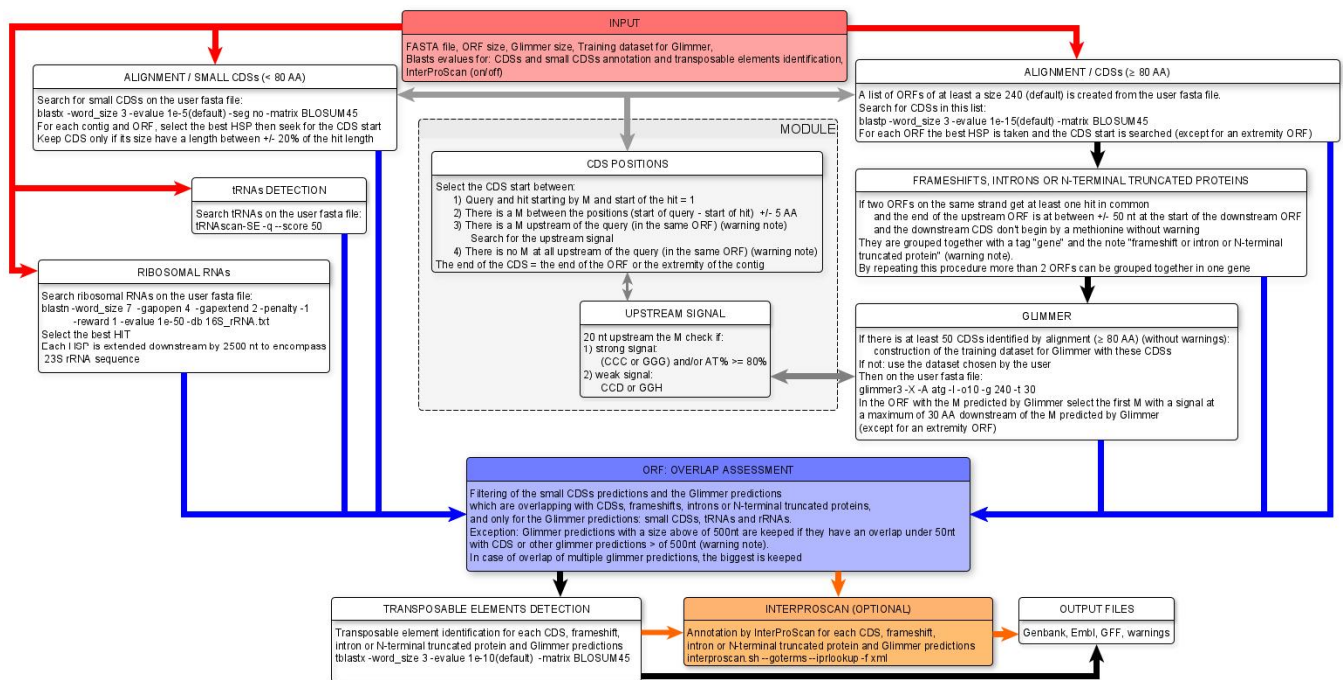 INPUT
FASTA file, ORF size, Glimmer size, Training dataset for Glimmer,
Blasts evalues for: CDSs and small CDSs annotation and transposable elements identification,
InterProScan (on/off)
ALIGNMENT / SMALL CDSs (< 80 AA)
Search for small CDSs on the user fasta file:
blastx -word_size 3 -evalue 1e-5(default) -seg no -matrix BLOSUM45
For each contig and ORF, select the best HSP then seek for the CDS start
Keep CDS only if its size have a length between +/- 20% of the hit length
ALIGNMENT / CDSs (≥ 80 AA)
A list of ORFs of at least a size 240 (default) is created from the user fasta file.
Search for CDSs in this list:
blastp -word_size 3 -evalue 1e-15(default) -matrix BLOSUM45
For each ORF the best HSP is taken and the CDS start is searched (except for an extremity ORF)
MODULE
CDS POSITIONS
Select the CDS start between:
1) Query and hit starting by M and start of the hit = 1
2) There is a M between the positions (start of query - start of hit) +/- 5 AA
3) There is a M upstream of the query (in the same ORF) (warning note)
Search for the upstream signal
4) There is no M at all upstream of the query (in the same ORF) (warning note)
The end of the CDS = the end of the ORF or the extremity of the contig
tRNAs DETECTION
Search tRNAs on the user fasta file:
tRNAscan-SE -q --score 50
FRAMESHIFTS, INTRONS OR N-TERMINAL TRUNCATED PROTEINS
If two ORFs on the same strand get at least one hit in common
and the end of the upstream ORF is at between +/- 50 nt at the start of the downstream ORF
and the downstream CDS don't begin by a methionine without warning
They are grouped together with a tag "gene" and the note "frameshift or intron or N-terminal
truncated protein" (warning note).
By repeating this procedure more than 2 ORFs can be grouped together in one gene
RIBOSOMAL RNAs
Search ribosomal RNAs on the user fasta file:
blastn -word_size 7 -gapopen 4 -gapextend 2 -penalty -1
-reward 1 -evalue 1e-50 -db 16S_rRNA.txt
Select the best HIT
Each HSP is extended downstream by 2500 nt to encompass
23S rRNA sequence
UPSTREAM SIGNAL
20 nt upstream the M check if:
1) strong signal:
(CCC or GGG) and/or AT% >= 80%
2) weak signal:
CCD or GGH
GLIMMER
If there is at least 50 CDSs identified by alignment (≥ 80 AA) (without warnings):
construction of the training dataset for Glimmer with these CDSs
If not: use the dataset chosen by the user
Then on the user fasta file:
glimmer3 -X -A atg -l -o10 -g 240 -t 30
In the ORF with the M predicted by Glimmer select the first M with a signal at
a maximum of 30 AA downstream of the M predicted by Glimmer
(except for an extremity ORF)
ORF: OVERLAP ASSESSMENT
Filtering of the small CDSs predictions and the Glimmer predictions
which are overlapping with CDSs, frameshifts, introns or N-terminal truncated proteins,
and only for the Glimmer predictions: small CDSs, tRNAs and rRNAs.
Exception: Glimmer predictions with a size above of 500nt are keeped if they have an overlap under 50nt
with CDS or other glimmer predictions > of 500nt (warning note).
In case of overlap of multiple glimmer predictions, the biggest is keeped
TRANSPOSABLE ELEMENTS DETECTION
Transposable element identification for each CDS, frameshift,
intron or N-terminal truncated protein and Glimmer predictions
tblastx -word_size 3 -evalue 1e-10(default) -matrix BLOSUM45
INTERPROSCAN (OPTIONAL)
Annotation by InterProScan for each CDS, frameshift,
intron or N-terminal truncated protein and Glimmer predictions
interproscan.sh --goterms --iprlookup -f xml
OUTPUT FILES
Genbank, Embl, GFF, warnings